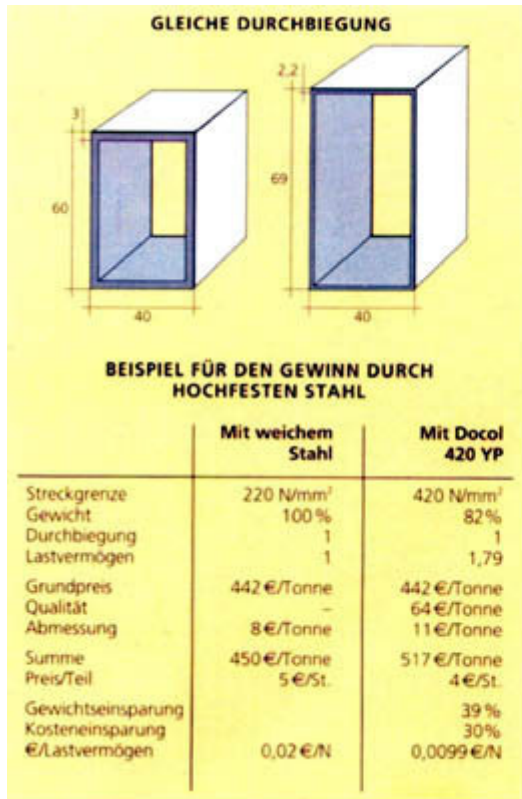 GLEICHE DURCHBIEGUNG
3
60
40
2,2
69
40
BEISPIEL FÜR DEN GEWINN DURCH
HOCHFESTEN STAHL
Mit weichem Mit Docol
Stahl 420 YP
Streckgrenze 220 N/mm² 420 N/mm²
Gewicht 100 % 82 %
Durchbiegung 1 1
Lastvermögen 1 1,79
Grundpreis 442 €/Tonne 442 €/Tonne
Qualität – 64 €/Tonne
Abmessung 8 €/Tonne 11 €/Tonne
Summe 450 €/Tonne 517 €/Tonne
Preis/Teil 5 €/St. 4 €/St.
Gewichtseinsparung 39 %
Kosteneinsparung 30%
€/Lastvermögen 0,02 €/N 0,0099 €/N